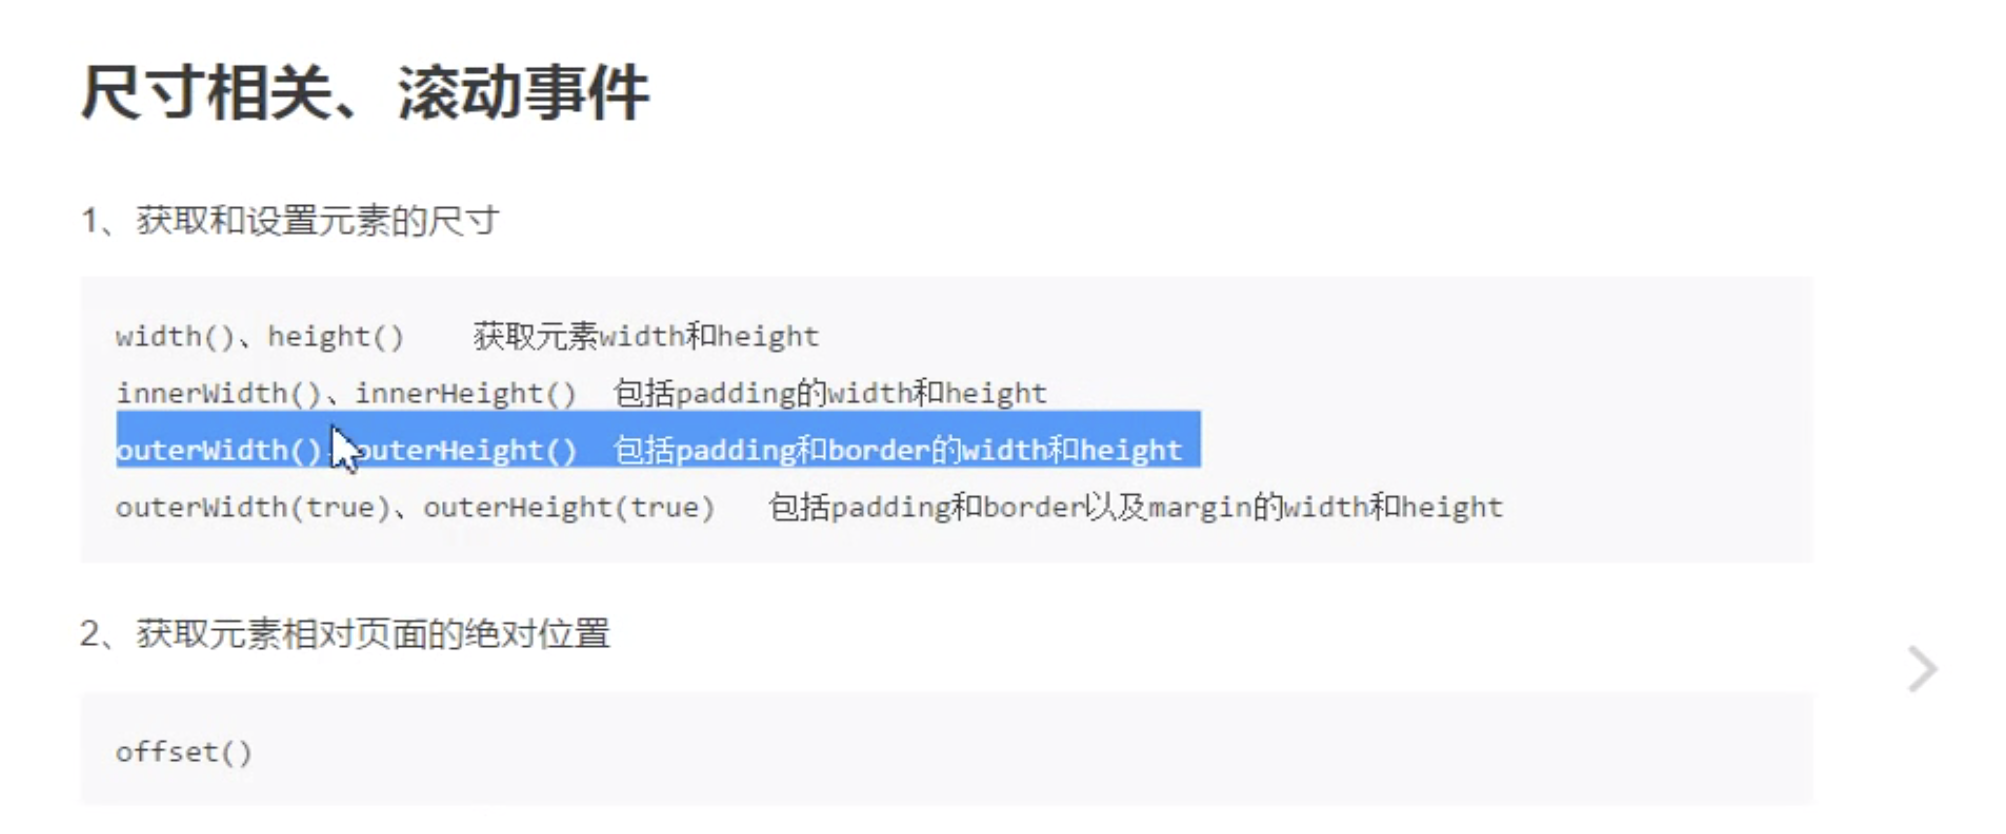 尺寸相关、滚动事件
1、获取和设置元素的尺寸
width()、height()    获取元素width和height
innerWidth()、innerHeight()  包括padding的width和height
outerWidth()、outerHeight()  包括padding和border的width和height
outerWidth(true)、outerHeight(true)   包括padding和border以及margin的width和height
2、获取元素相对页面的绝对位置
offset()